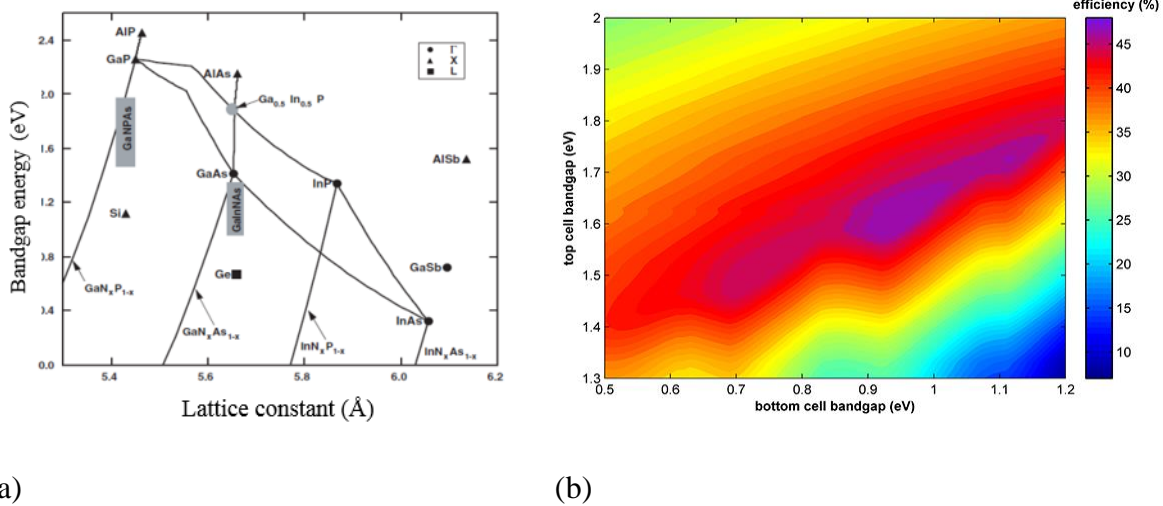 Bandgap energy (eV)
2.4
2.0
1.6
1.2
0.8
0.4
0.0
5.4
5.6
5.8
6.0
6.2
Lattice constant (Å)
AlP
GaP
AlAs
Γ
X
L
Ga0.5 In0.5 P
GaNPAs
AlSb
GaAs
InP
GaInNAs
Si
Ge
GaSb
GaNxP1-x
InAs
GaNxAs1-x
InNxP1-x
InNxAs1-x
a)
efficiency (%)
top cell bandgap (eV)
2
1.9
1.8
1.7
1.6
1.5
1.4
1.3
0.5
0.6
0.7
0.8
0.9
1
1.1
1.2
bottom cell bandgap (eV)
45
40
35
30
25
20
15
10
(b)